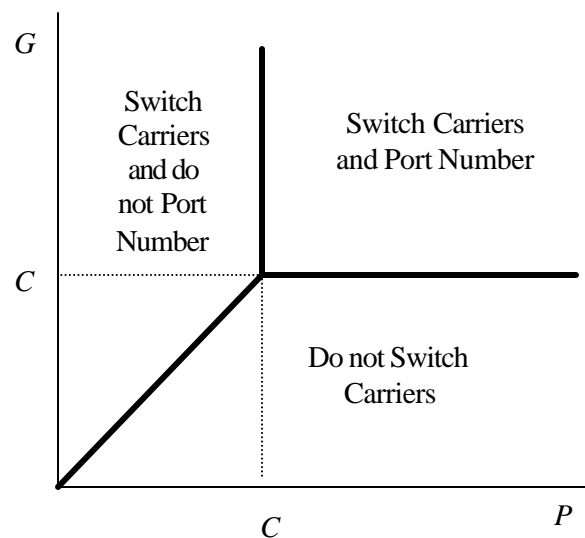 G
Switch
Carriers
and do
not Port
Number
Switch Carriers
and Port Number
C
Do not Switch
Carriers
C
P